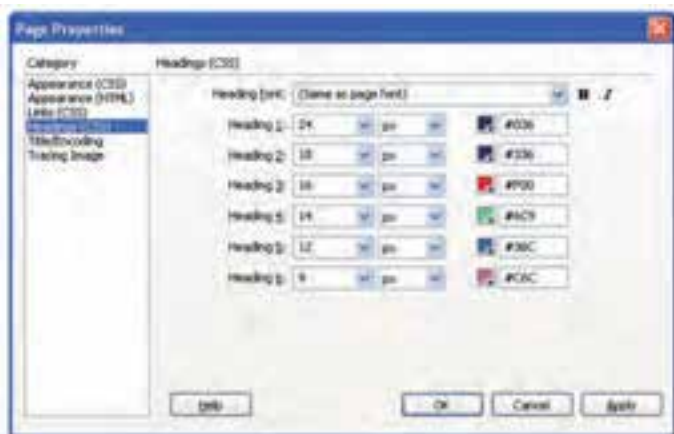 Page Properties
Category
Appearance (CSS)
Appearance (HTML)
Links (CSS)
Headings (CSS)
Title/Encoding
Tracing Image
Headings (CSS)
Heading font: (Same as page font) B I
Heading 1: 24 px #036
Heading 2: 18 px #336
Heading 3: 16 px #F00
Heading 4: 14 px #6C9
Heading 5: 12 px #36C
Heading 6: 9 px #C6C
Help OK Cancel Apply